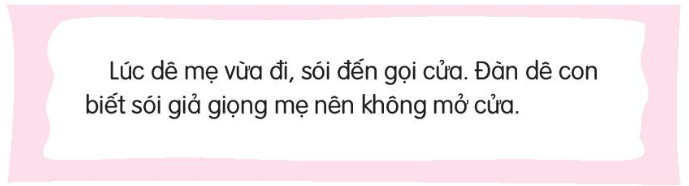 Lúc dê mẹ vừa đi, sói đến gọi cửa. Đàn dê con
biết sói giả giọng mẹ nên không mở cửa.